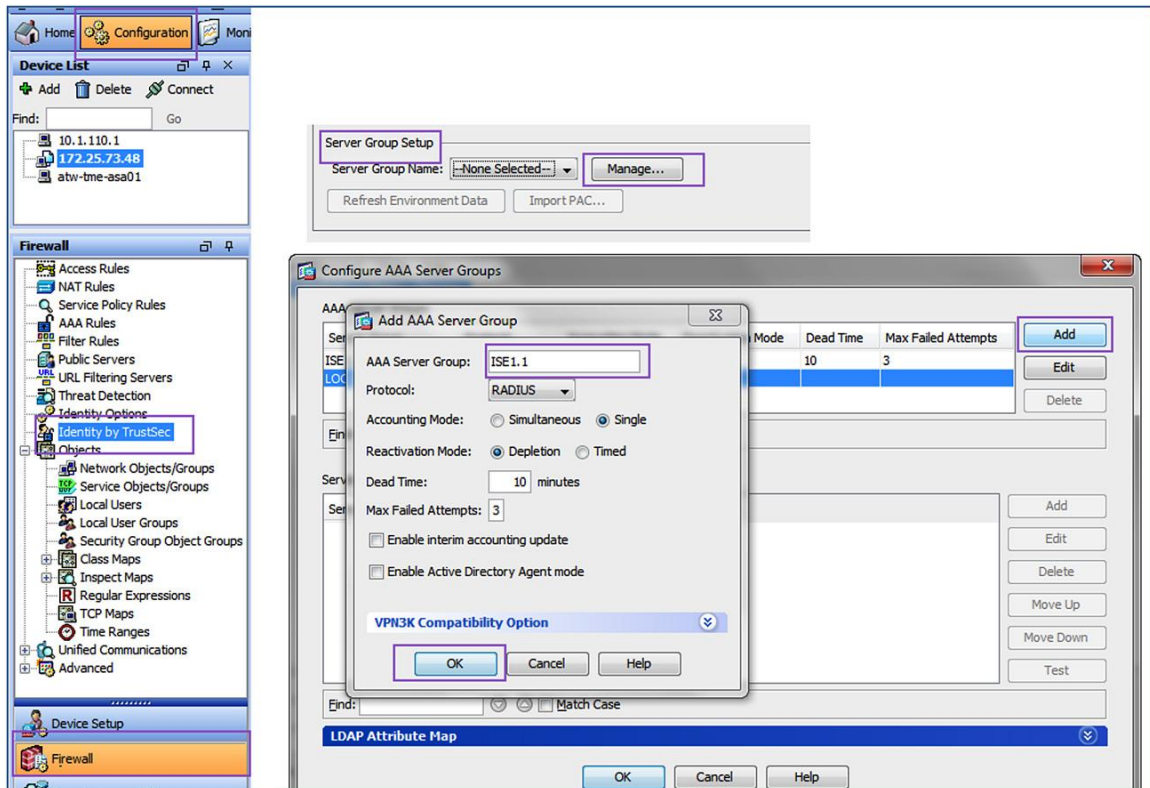 Home Configuration Moni
Device List
Add Delete Connect
Find: Go
10.1.110.1
172.25.73.48
atw-tme-asa01
Firewall
Access Rules
NAT Rules
Service Policy Rules
AAA Rules
Filter Rules
Public Servers
URL Filtering Servers
Threat Detection
Identity Options
Identity by TrustSec
Objects
Network Objects/Groups
Service Objects/Groups
Local Users
Local User Groups
Security Group Object Groups
Class Maps
Inspect Maps
Regular Expressions
TCP Maps
Time Ranges
Unified Communications
Advanced
Device Setup
Firewall
Server Group Setup
Server Group Name: --None Selected-- Manage...
Refresh Environment Data Import PAC...
Configure AAA Server Groups
AAA
Ser Mode Dead Time Max Failed Attempts Add
ISE 10 3
LOC
Edit
Delete
Fin
Serv
Ser
Add
Edit
Delete
Move Up
Move Down
Test
Add AAA Server Group
AAA Server Group: ISE1.1
Protocol: RADIUS
Accounting Mode: Simultaneous Single
Reactivation Mode: Depletion Timed
Dead Time: 10 minutes
Max Failed Attempts: 3
Enable interim accounting update
Enable Active Directory Agent mode
VPN3K Compatibility Option
OK Cancel Help
Find: Match Case
LDAP Attribute Map
OK Cancel Help